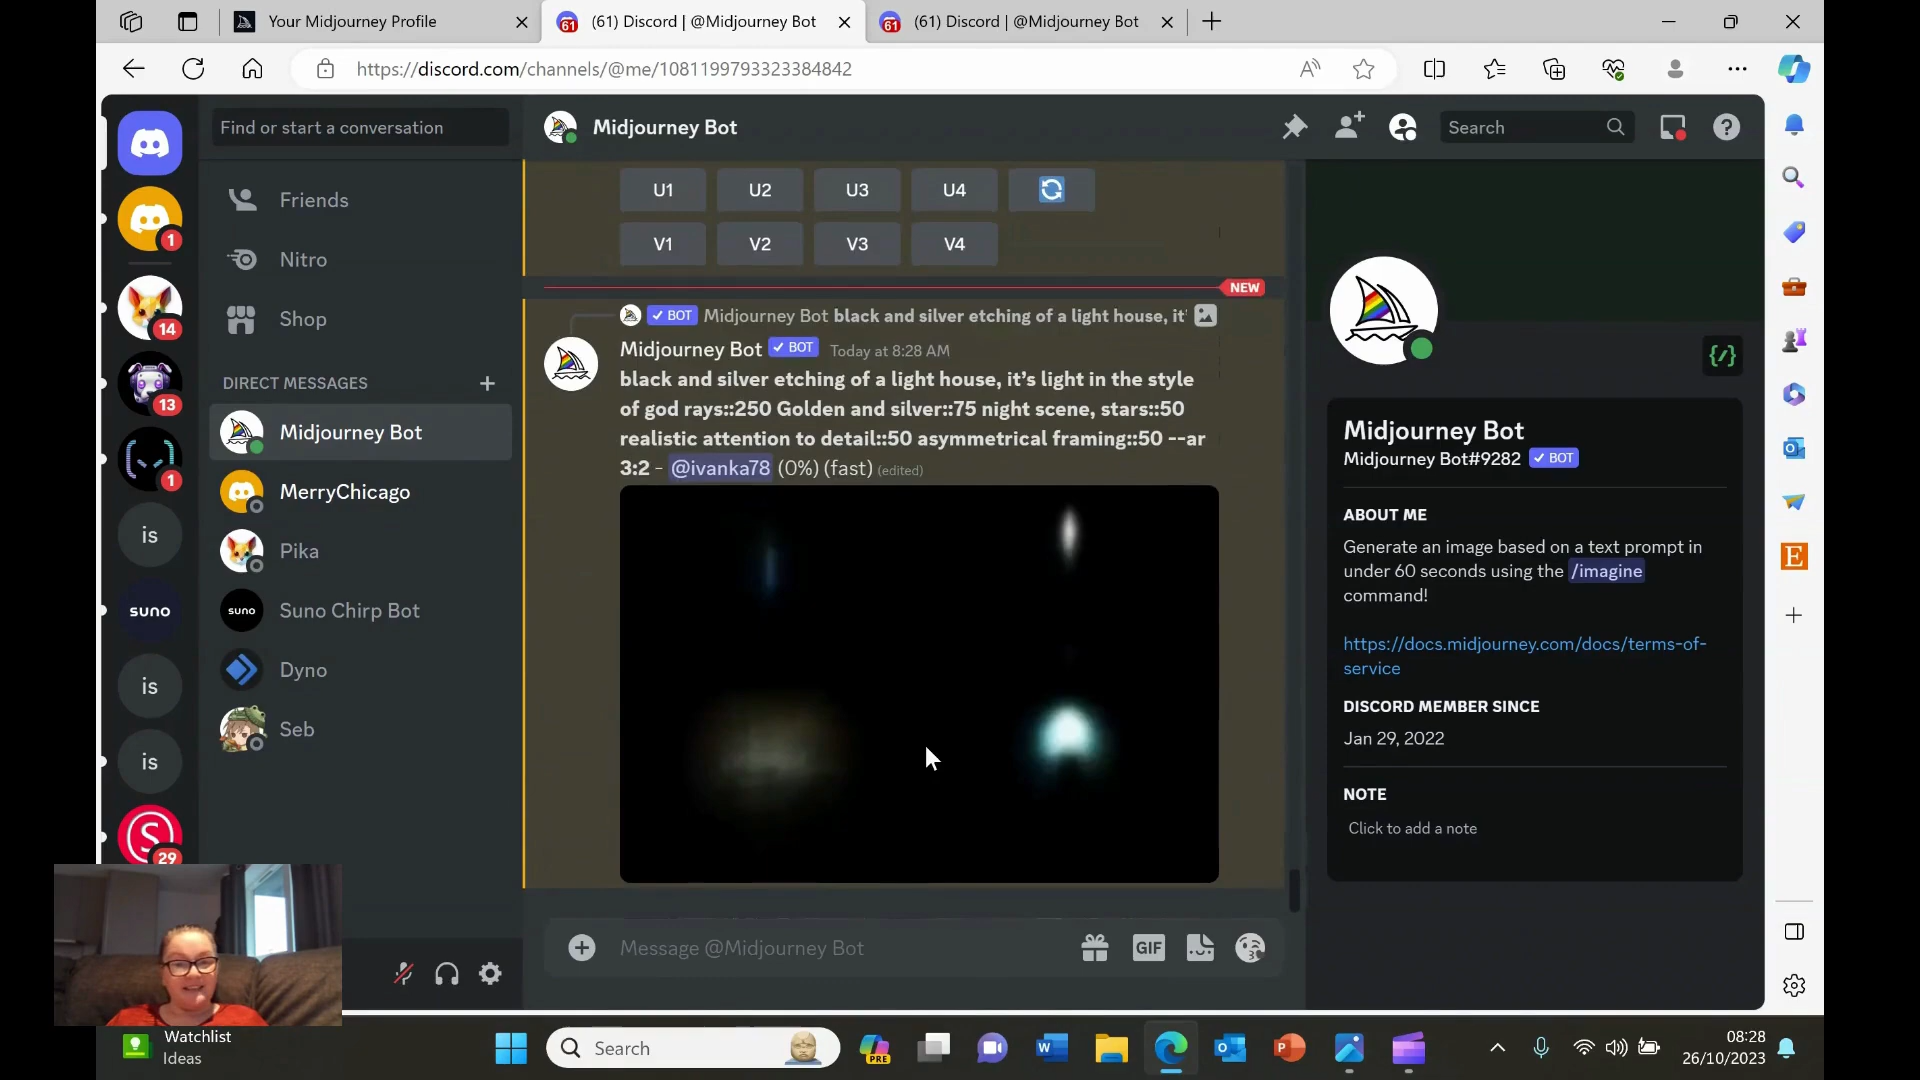 Your Midjourney Profile
(61) Discord | @Midjourney Bot
(61) Discord | @Midjourney Bot
https://discord.com/channels/@me/1081199793323384842
Find or start a conversation
Midjourney Bot
Search
1
14
13
1
is
suno
is
is
29
Friends
Nitro
Shop
DIRECT MESSAGES
Midjourney Bot
MerryChicago
Pika
suno Suno Chirp Bot
Dyno
Seb
U1 U2 U3 U4
V1 V2 V3 V4
NEW
BOT Midjourney Bot black and silver etching of a light house, it'
Midjourney Bot BOT Today at 8:28 AM
black and silver etching of a light house, it’s light in the style
of god rays::250 Golden and silver::75 night scene, stars::50
realistic attention to detail::50 asymmetrical framing::50 --ar
3:2 - @ivanka78 (0%) (fast) (edited)
Message @Midjourney Bot
GIF
Midjourney Bot
Midjourney Bot#9282 BOT
ABOUT ME
Generate an image based on a text prompt in
under 60 seconds using the /imagine
command!
https://docs.midjourney.com/docs/terms-of-
service
DISCORD MEMBER SINCE
Jan 29, 2022
NOTE
Click to add a note
Watchlist
Ideas
Search
PRE
08:28
26/10/2023